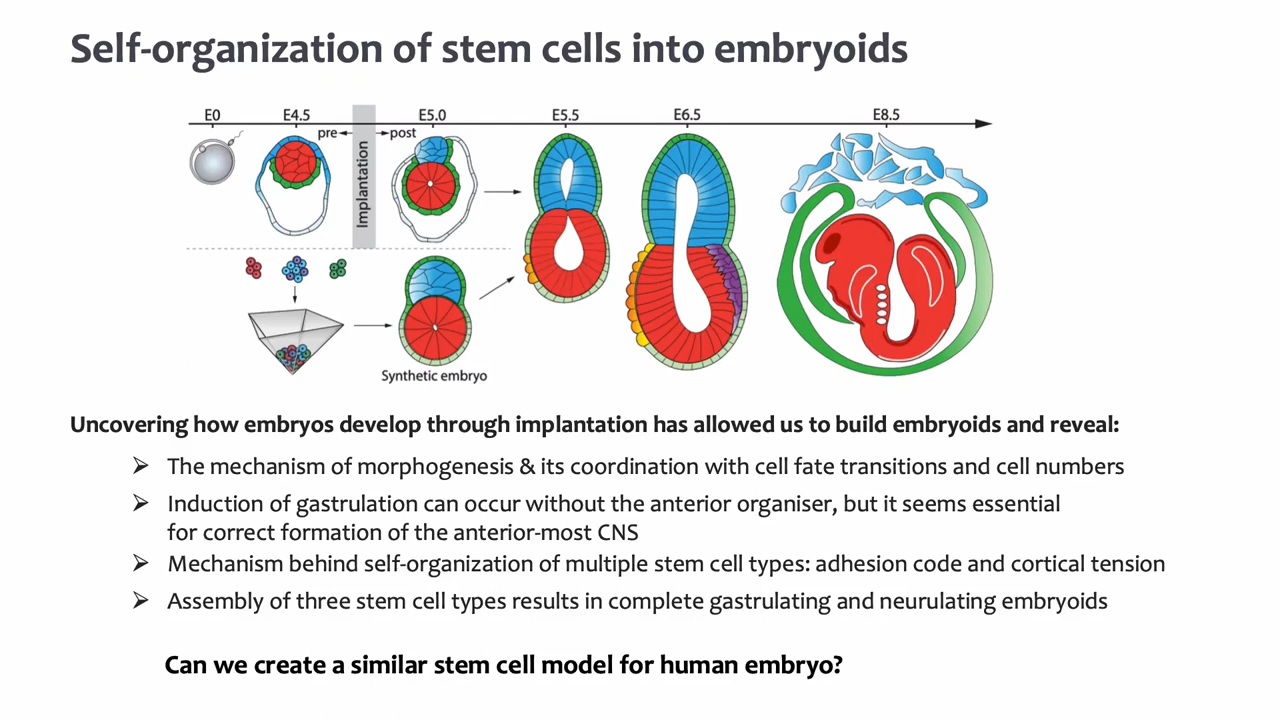 Self-organization of stem cells into embryoids
E0 E4.5 E5.0 E5.5 E6.5 E8.5
pre post
Implantation
Synthetic embryo
Uncovering how embryos develop through implantation has allowed us to build embryoids and reveal:
➢ The mechanism of morphogenesis & its coordination with cell fate transitions and cell numbers
➢ Induction of gastrulation can occur without the anterior organiser, but it seems essential
for correct formation of the anterior-most CNS
➢ Mechanism behind self-organization of multiple stem cell types: adhesion code and cortical tension
➢ Assembly of three stem cell types results in complete gastrulating and neurulating embryoids
Can we create a similar stem cell model for human embryo?